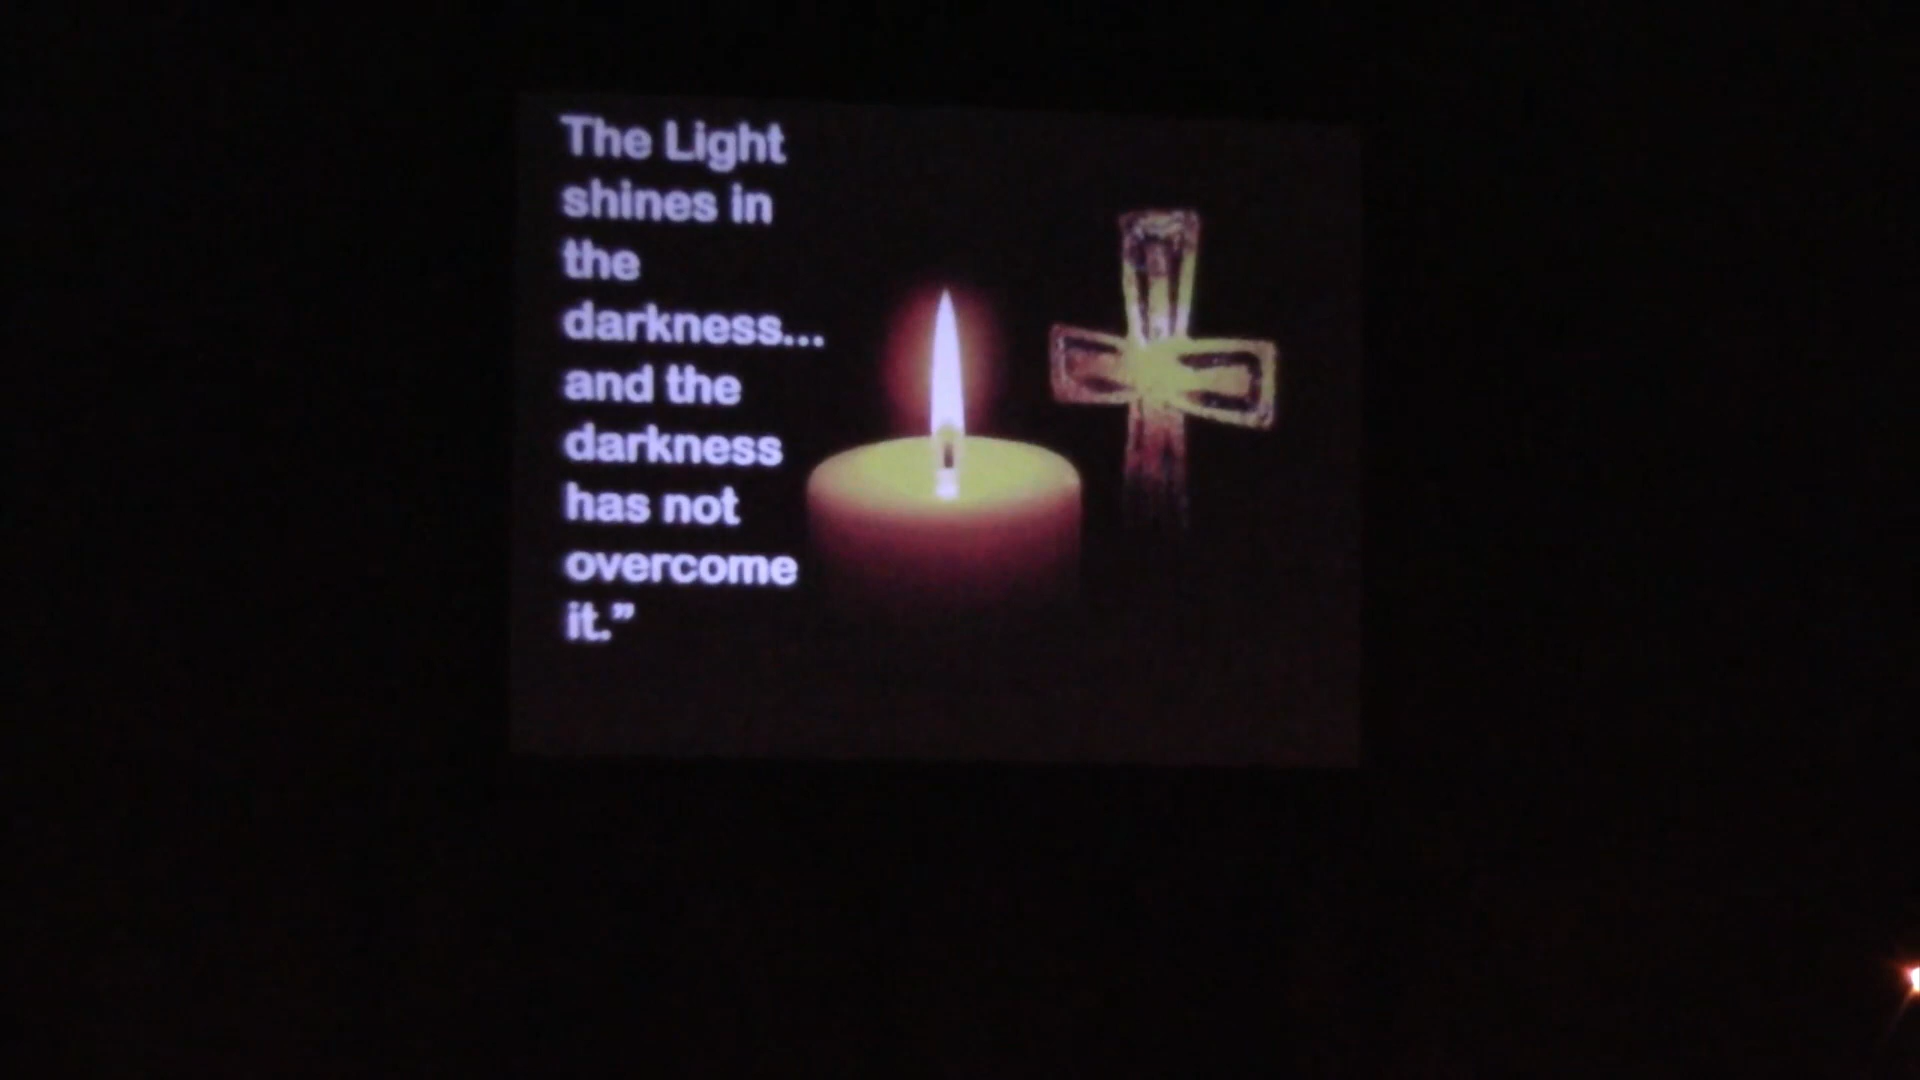 The Light
shines in
the
darkness...
and the
darkness
has not
overcome
it.”